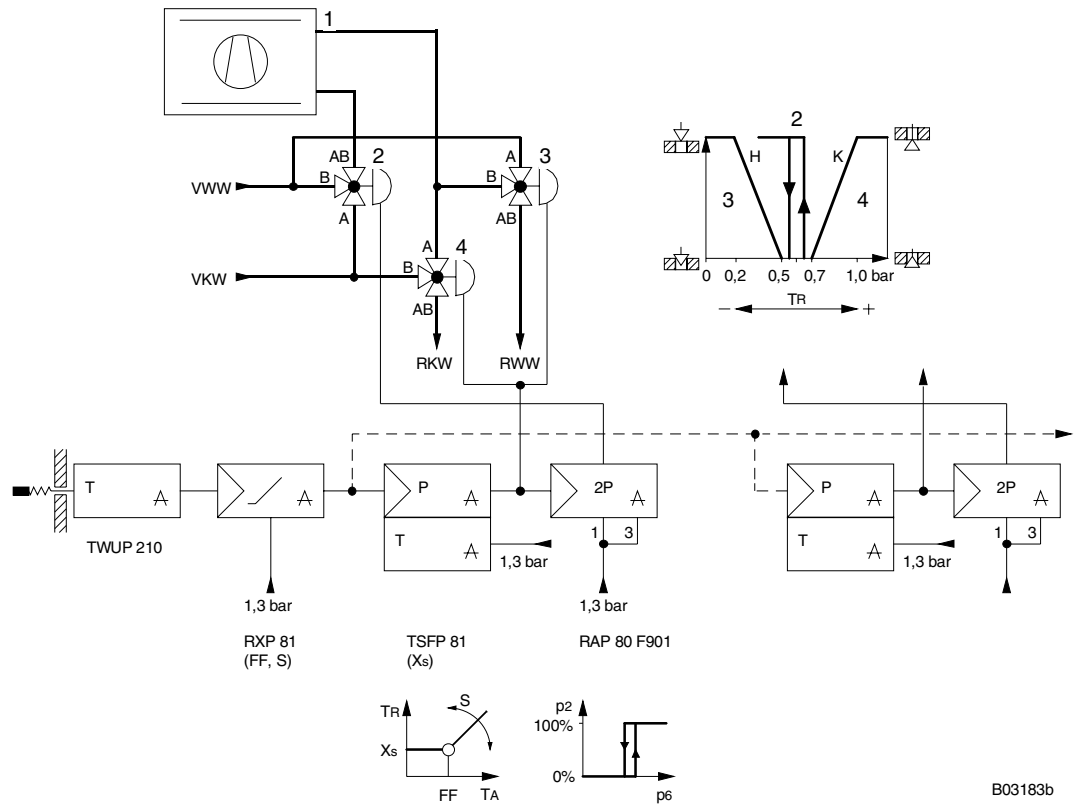 1
AB
2
A
3
VWW
B
A
B
AB
A
4
VKW
B
AB
RKW
RWW
2
H
K
3
4
0
0,2
0,5
0,7
1,0 bar
−
TR
+
T
P
2P
P
2P
T
1
3
T
1
3
TWUP 210
1,3 bar
1,3 bar
1,3 bar
1,3 bar
RXP 81
(FF, S)
TSFP 81
(Xs)
RAP 80 F901
TR
S
Xs
FF
TA
p2
100%
0%
p6
B03183b